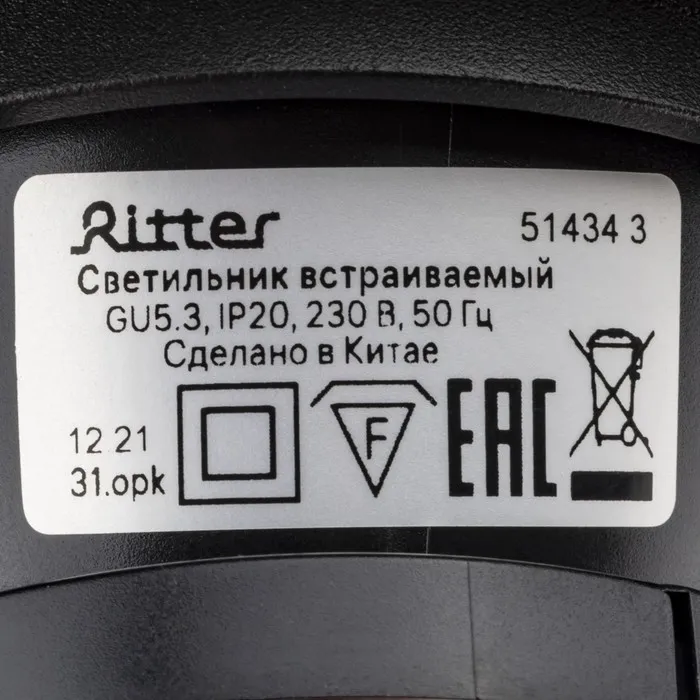 Ritter
51434 3
Светильник встраиваемый
GU5.3, IP20, 230 В, 50 Гц
Сделано в Китае
12 21
31.opk
F
EAC